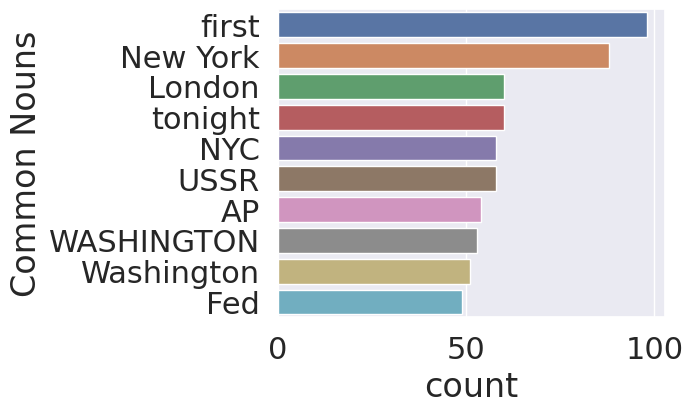 Common Nouns
first
New York
London
tonight
NYC
USSR
AP
WASHINGTON
Washington
Fed
0 50 100
count